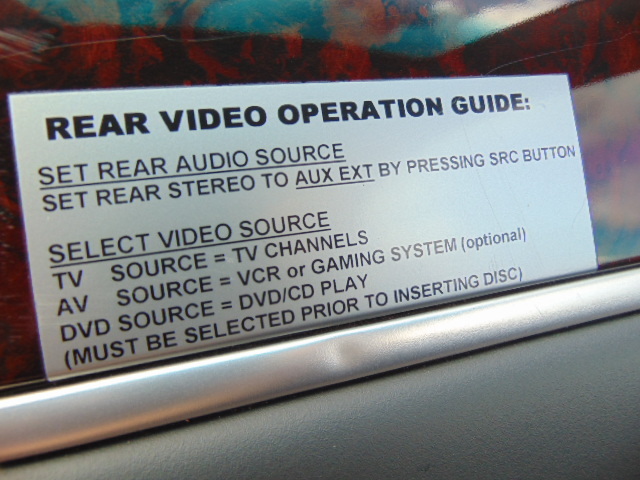 REAR VIDEO OPERATION GUIDE:
SET REAR AUDIO SOURCE
SET REAR STEREO TO AUX EXT BY PRESSING SRC BUTTON
SELECT VIDEO SOURCE
TV SOURCE = TV CHANNELS
AV SOURCE = VCR or GAMING SYSTEM (optional)
DVD SOURCE = DVD/CD PLAY
(MUST BE SELECTED PRIOR TO INSERTING DISC)